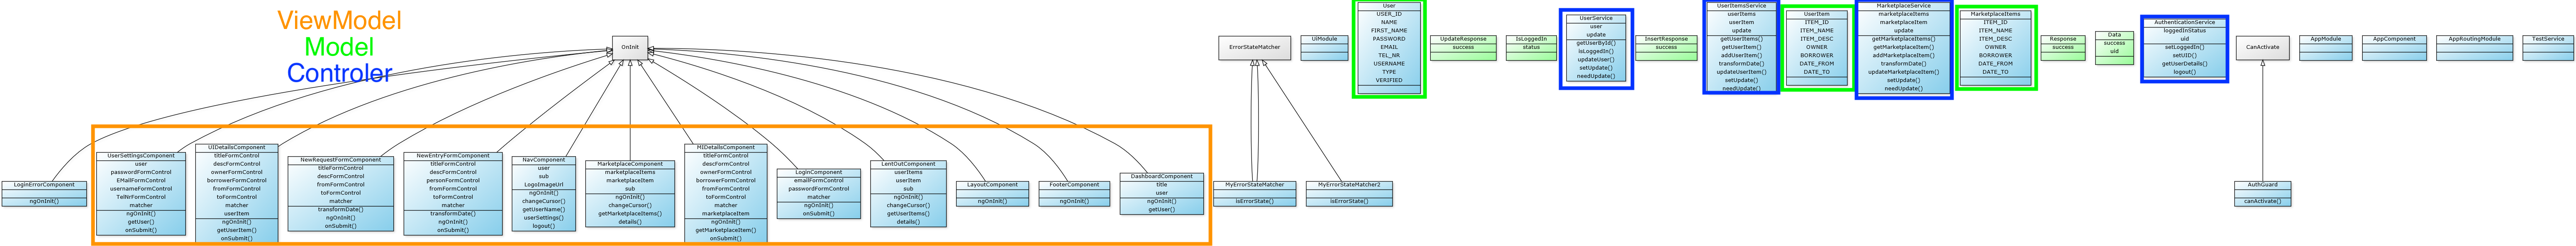 ViewModel
Model
Controler
OnInit
LoginErrorComponent
ngOnInit()
UserSettingsComponent
user
passwordFormControl
EMailFormControl
usernameFormControl
TelNrFormControl
matcher
ngOnInit()
getUser()
onSubmit()
UIDetailsComponent
titleFormControl
descFormControl
ownerFormControl
borrowerFormControl
fromFormControl
toFormControl
matcher
userItem
ngOnInit()
getUserItem()
onSubmit()
NewRequestFormComponent
titleFormControl
descFormControl
fromFormControl
toFormControl
matcher
transformDate()
ngOnInit()
onSubmit()
NewEntryFormComponent
titleFormControl
descFormControl
personFormControl
fromFormControl
toFormControl
matcher
transformDate()
ngOnInit()
onSubmit()
NavComponent
user
sub
LogoImageUrl
ngOnInit()
changeCursor()
getUserName()
userSettings()
logout()
MarketplaceComponent
marketplaceItems
marketplaceItem
sub
ngOnInit()
changeCursor()
getMarketplaceItems()
details()
MIDetailsComponent
titleFormControl
descFormControl
ownerFormControl
borrowerFormControl
fromFormControl
toFormControl
matcher
marketplaceItem
ngOnInit()
getMarketplaceItem()
onSubmit()
LoginComponent
emailFormControl
passwordFormControl
matcher
ngOnInit()
onSubmit()
LentOutComponent
userItems
userItem
sub
ngOnInit()
changeCursor()
getUserItems()
details()
LayoutComponent
ngOnInit()
FooterComponent
ngOnInit()
DashboardComponent
title
user
ngOnInit()
getUser()
ErrorStateMatcher
MyErrorStateMatcher
isErrorState()
MyErrorStateMatcher2
isErrorState()
UiModule
User
USER_ID
NAME
FIRST_NAME
PASSWORD
EMAIL
TEL_NR
USERNAME
TYPE
VERIFIED
UpdateResponse
success
IsLoggedIn
status
UserService
user
update
getUserById()
isLoggedIn()
updateUser()
setUpdate()
needUpdate()
InsertResponse
success
UserItemsService
userItems
userItem
update
getUserItems()
getUserItem()
addUserItem()
transformDate()
updateUserItem()
setUpdate()
needUpdate()
UserItem
ITEM_ID
ITEM_NAME
ITEM_DESC
OWNER
BORROWER
DATE_FROM
DATE_TO
MarketplaceService
marketplaceItems
marketplaceItem
update
getMarketplaceItems()
getMarketplaceItem()
addMarketplaceItem()
transformDate()
updateMarketplaceItem()
setUpdate()
needUpdate()
MarketplaceItems
ITEM_ID
ITEM_NAME
ITEM_DESC
OWNER
BORROWER
DATE_FROM
DATE_TO
Response
success
Data
success
uid
AuthenticationService
loggedInStatus
uid
setLoggedIn()
setUID()
getUserDetails()
logout()
CanActivate
AuthGuard
canActivate()
AppModule
AppComponent
AppRoutingModule
TestService